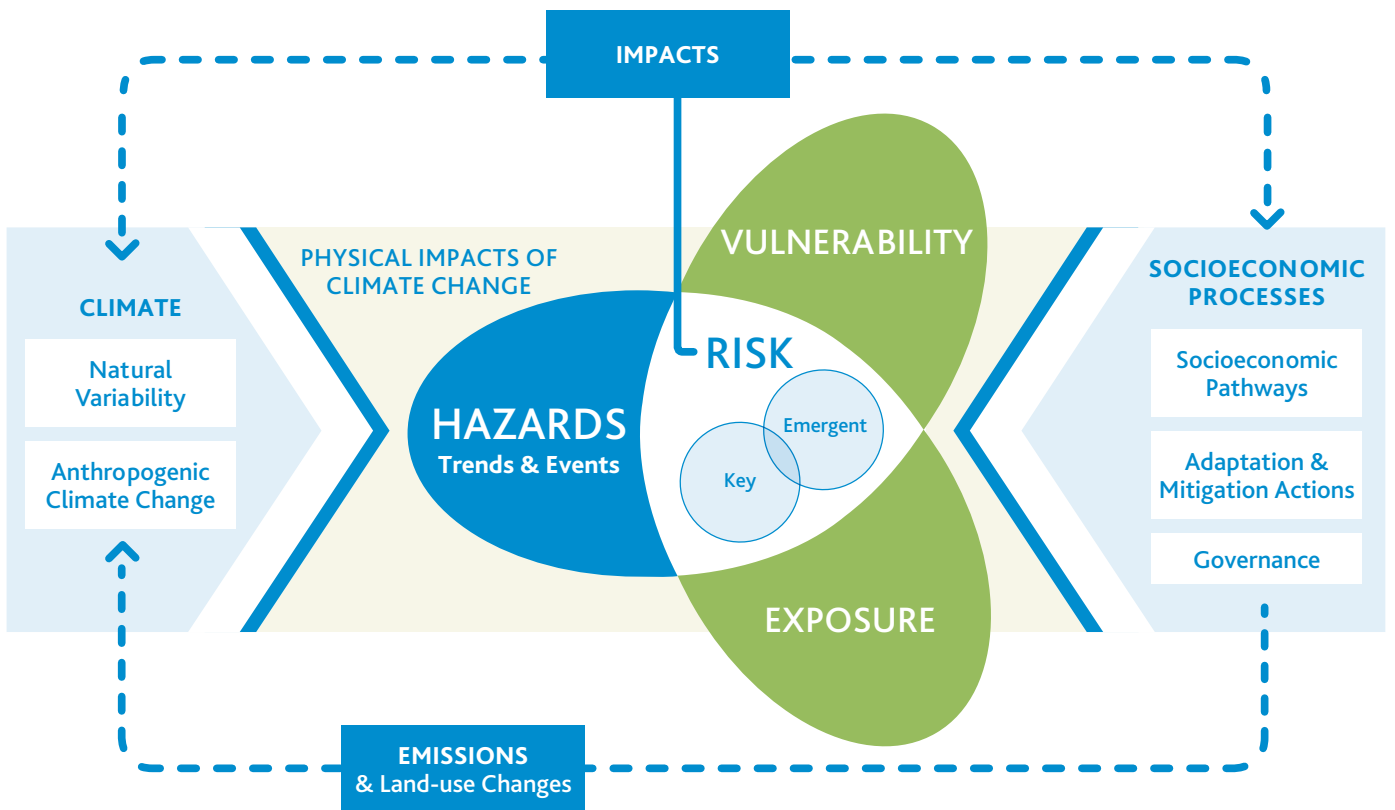 IMPACTS
PHYSICAL IMPACTS OF
CLIMATE CHANGE
VULNERABILITY
CLIMATE
Natural
Variability
Anthropogenic
Climate Change
HAZARDS
Trends & Events
RISK
Emergent
Key
EXPOSURE
SOCIOECONOMIC
PROCESSES
Socioeconomic
Pathways
Adaptation &
Mitigation Actions
Governance
EMISSIONS
& Land-use Changes